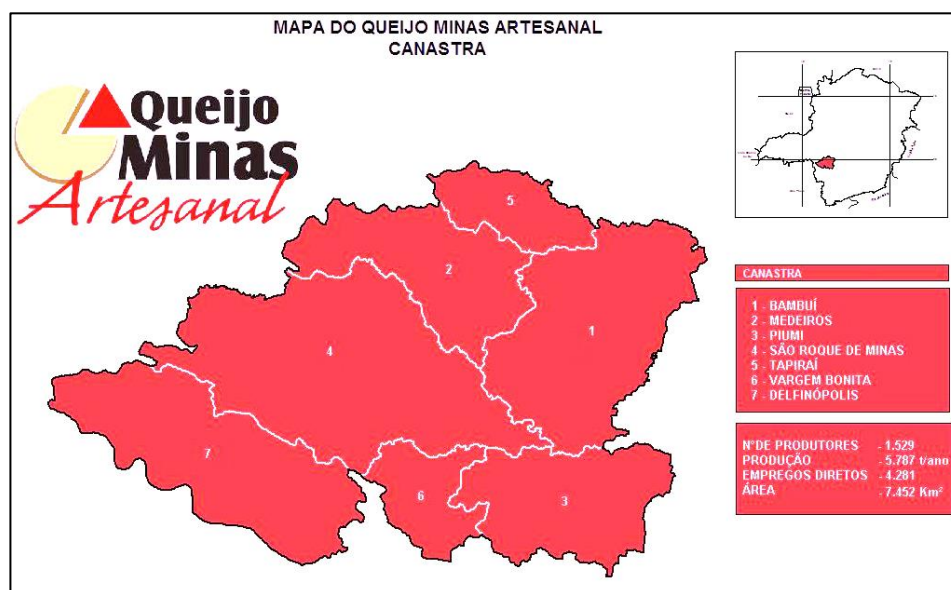 MAPA DO QUEIJO MINAS ARTESANAL
CANASTRA
Queijo
Minas
Artesanal
5
2
1
4
7
6
3
CANASTRA
1 - BAMBUÍ
2 - MEDEIROS
3 - PIUMI
4 - SÃO ROQUE DE MINAS
5 - TAPIRAÍ
6 - VARGEM BONITA
7 - DELFINÓPOLIS
N°DE PRODUTORES - 1.529
PRODUÇÃO - 5.787 t/ano
EMPREGOS DIRETOS - 4.281
ÁREA - 7.452 Km²